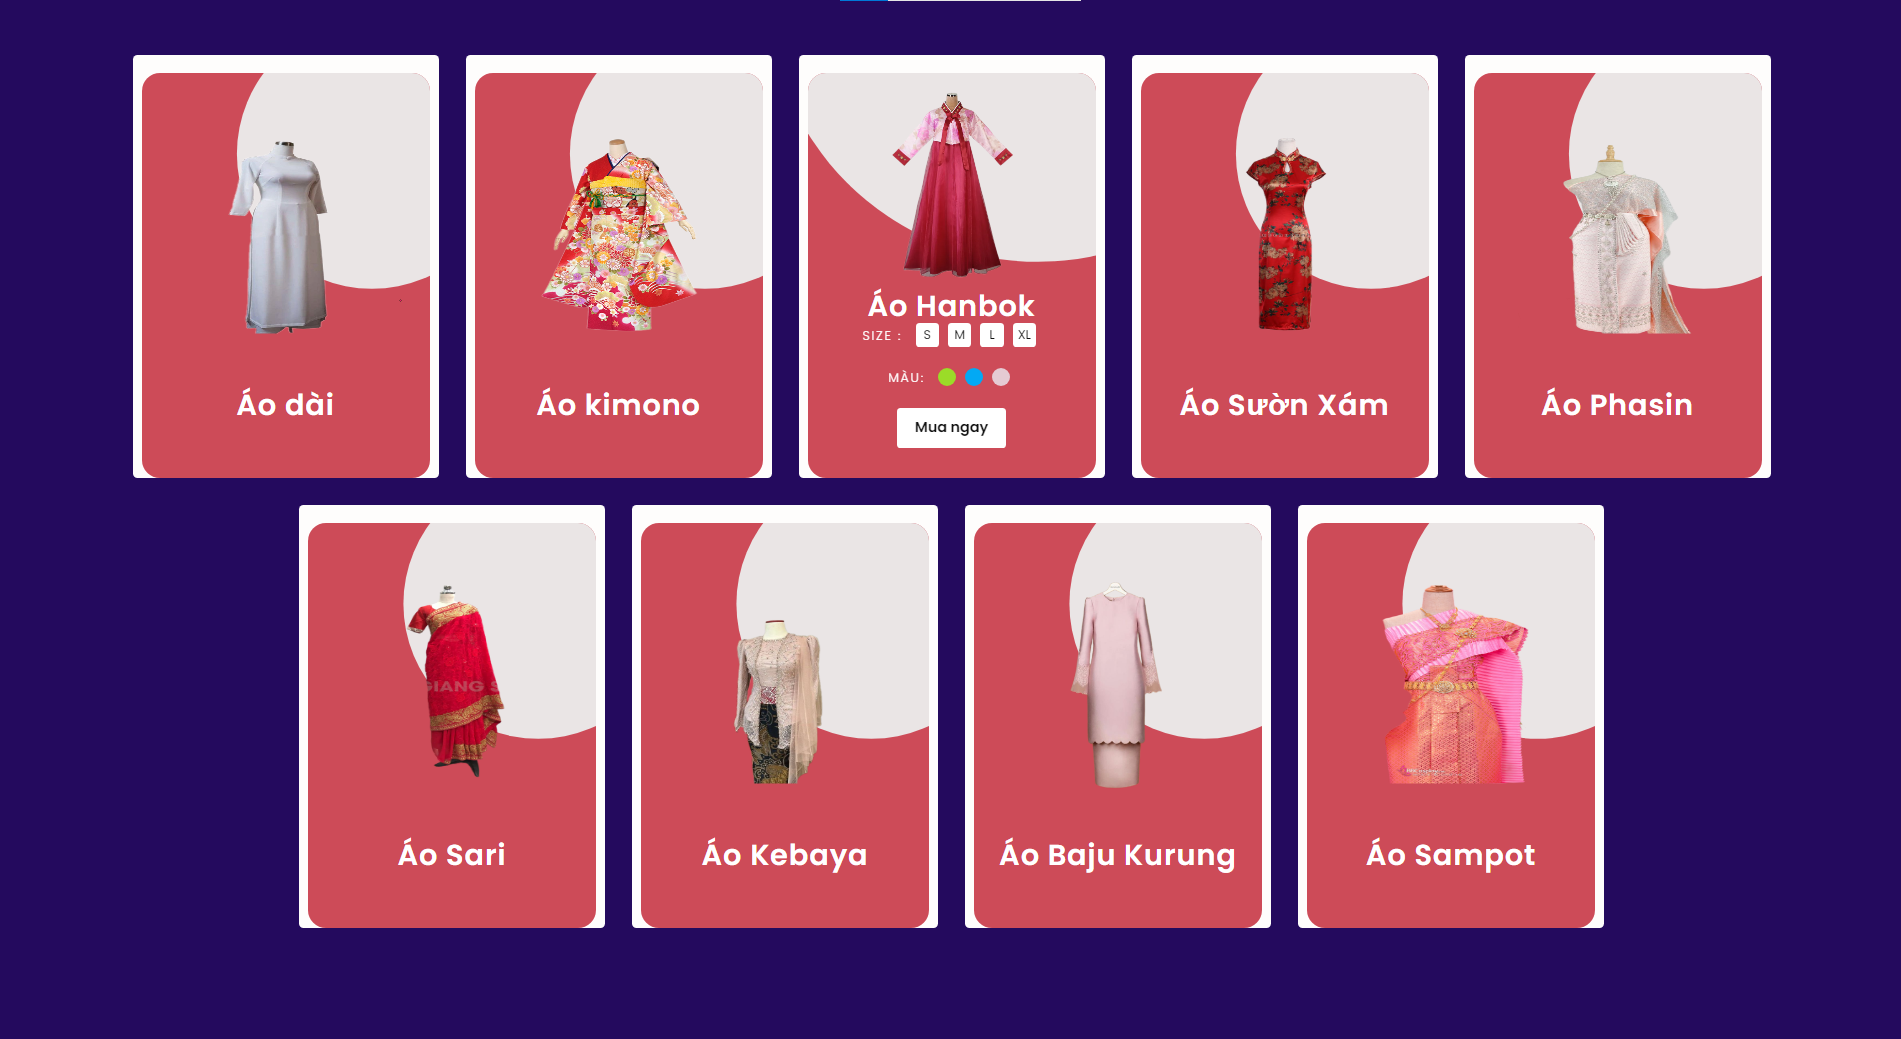 Áo dài
Áo kimono
Áo Hanbok
SIZE : S M L XL
MÀU:
Mua ngay
Áo Sườn Xám
Áo Phasin
GIANG S
Áo Sari
Áo Kebaya
Áo Baju Kurung
Áo Sampot